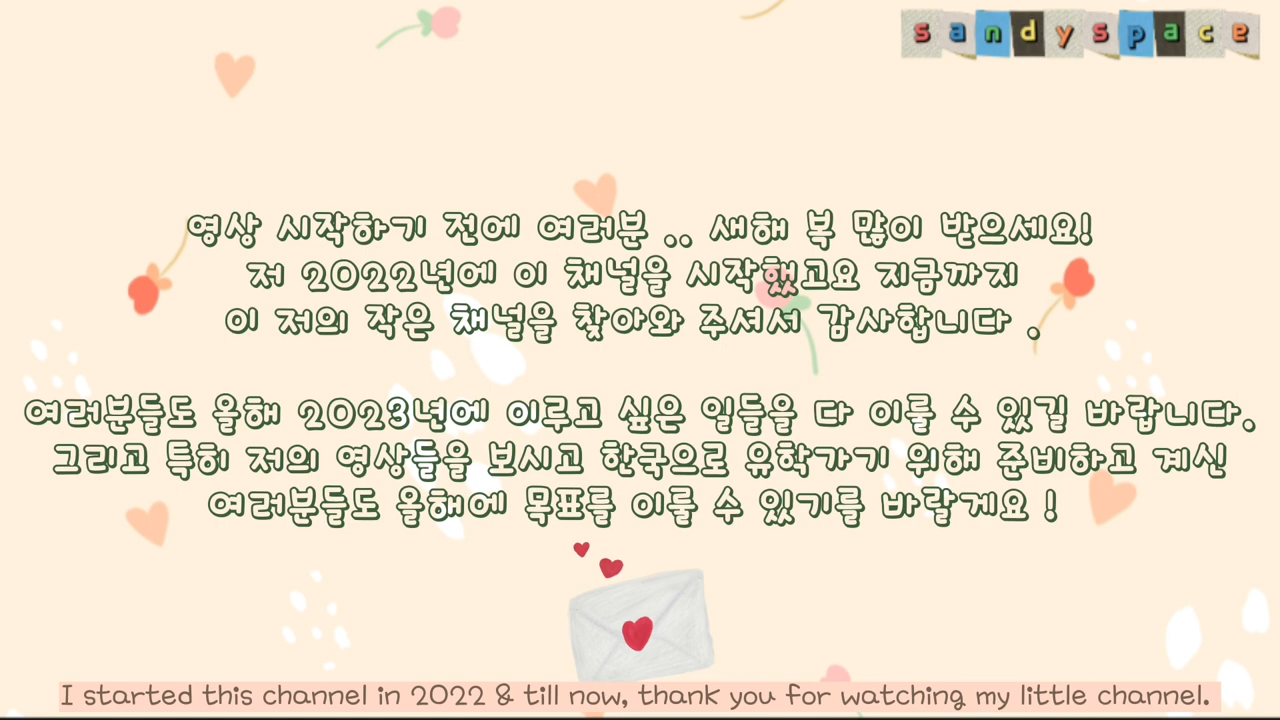 sandyspace
영상 시작하기 전에 여러분 .. 새해 복 많이 받으세요!
저 2022년에 이 채널을 시작했고요 지금까지
이 저의 작은 채널을 찾아와 주셔서 감사합니다 .
여러분들도 올해 2023년에 이루고 싶은 일들을 다 이룰 수 있길 바랍니다.
그리고 특히 저의 영상들을 보시고 한국으로 유학가기 위해 준비하고 계신
여러분들도 올해에 목표를 이룰 수 있기를 바랄게요 !
I started this channel in 2022 & till now, thank you for watching my little channel.